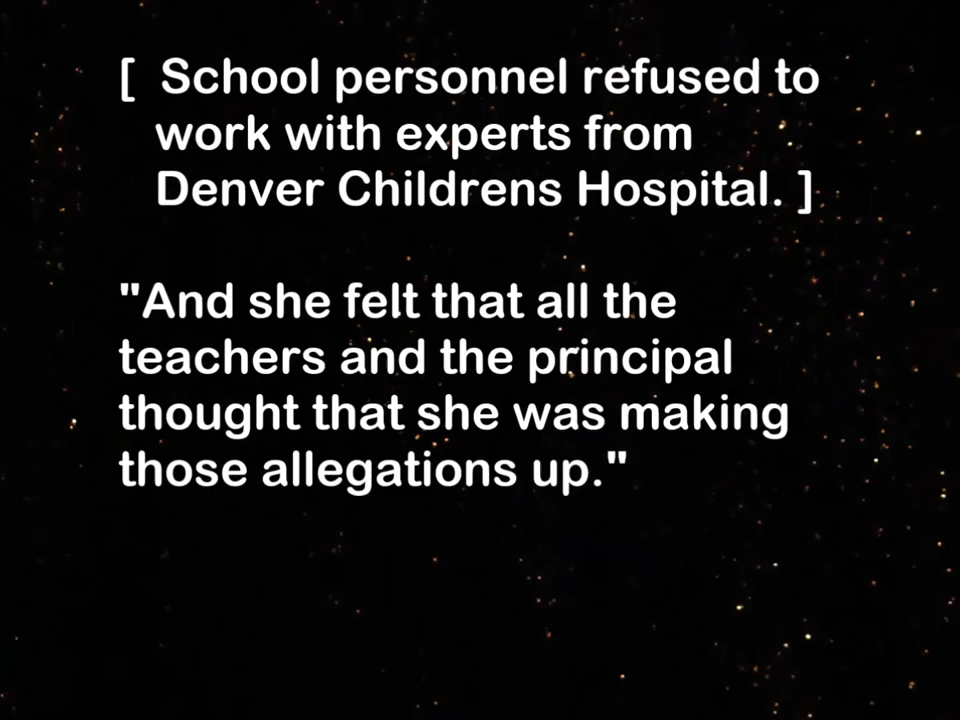 [ School personnel refused to
work with experts from
Denver Childrens Hospital. ]
"And she felt that all the
teachers and the principal
thought that she was making
those allegations up."